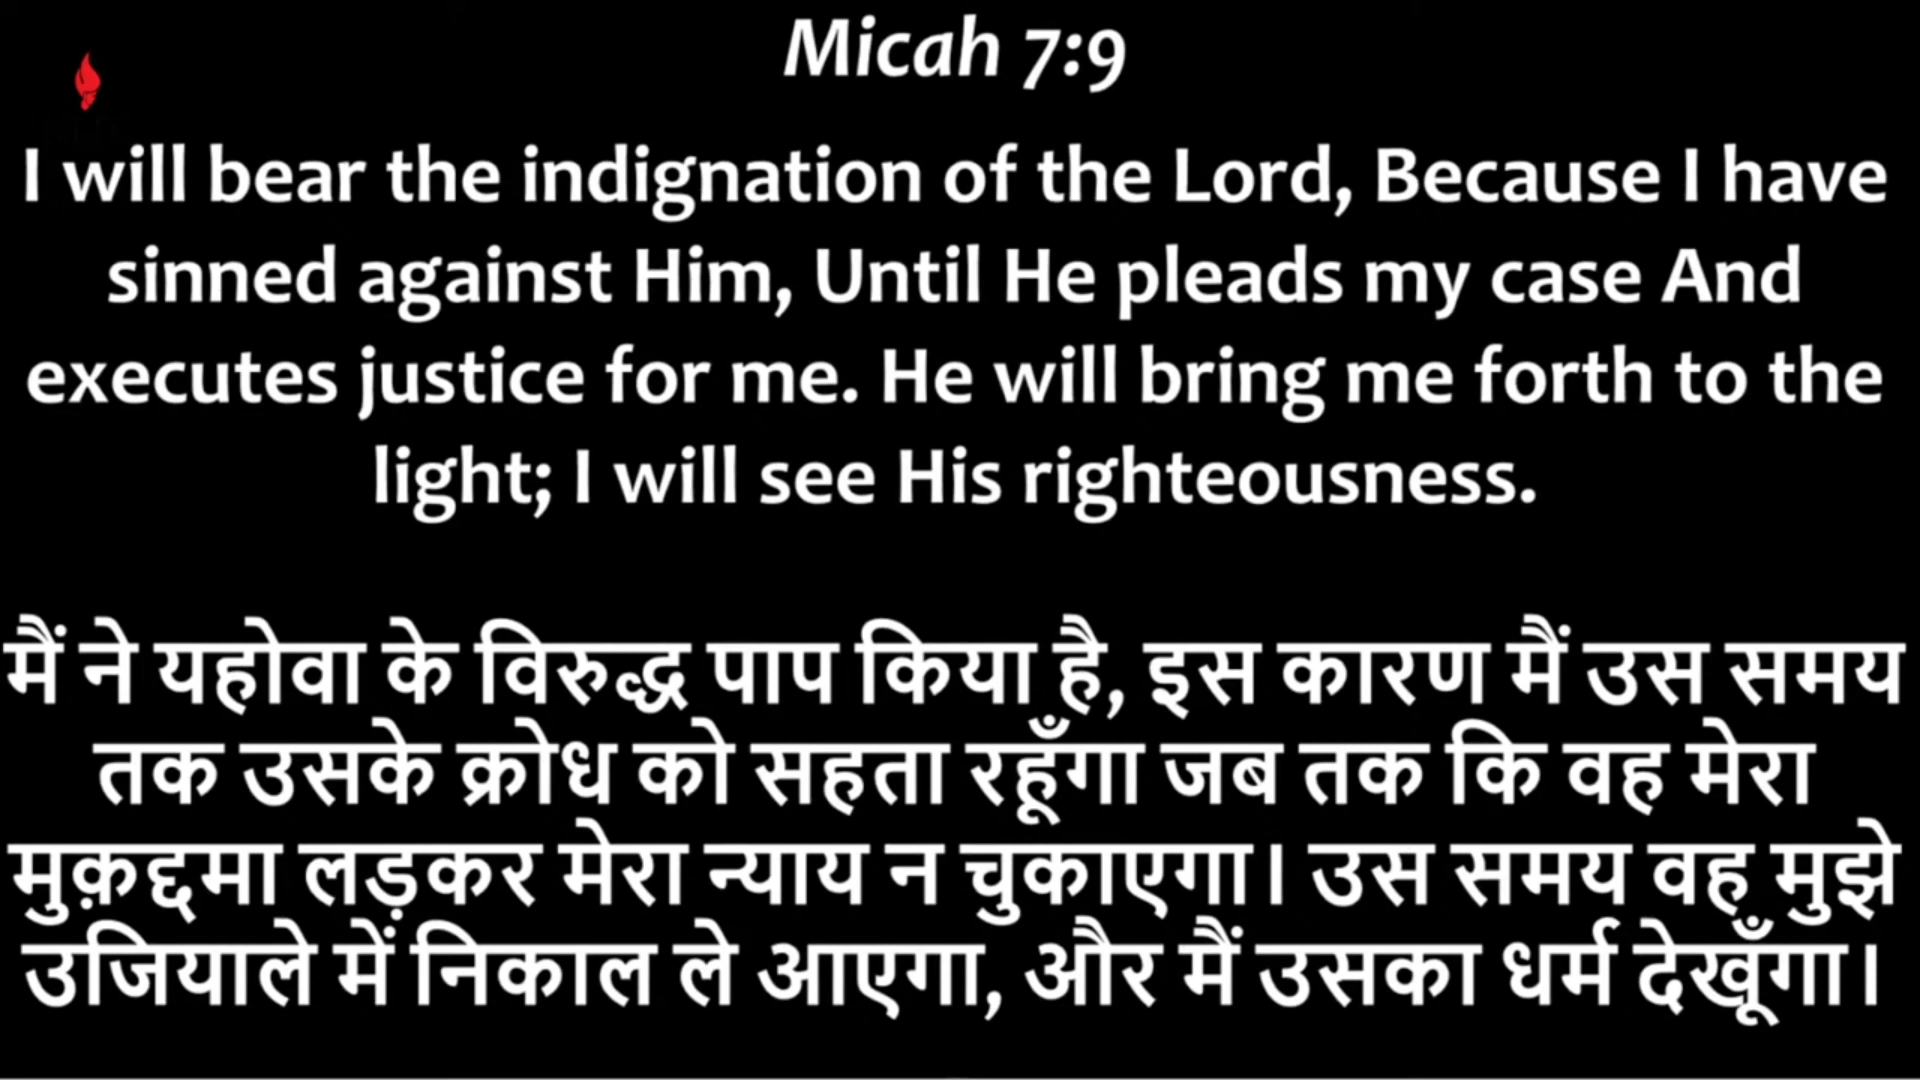 Micah 7:9
I will bear the indignation of the Lord, Because I have
sinned against Him, Until He pleads my case And
executes justice for me. He will bring me forth to the
light; I will see His righteousness.
मैं ने यहोवा के विरुद्ध पाप किया है, इस कारण मैं उस समय
तक उसके क्रोध को सहता रहूँगा जब तक कि वह मेरा
मुक़द्दमा लड़कर मेरा न्याय न चुकाएगा। उस समय वह मुझे
उजियाले में निकाल ले आएगा, और मैं उसका धर्म देखूँगा।